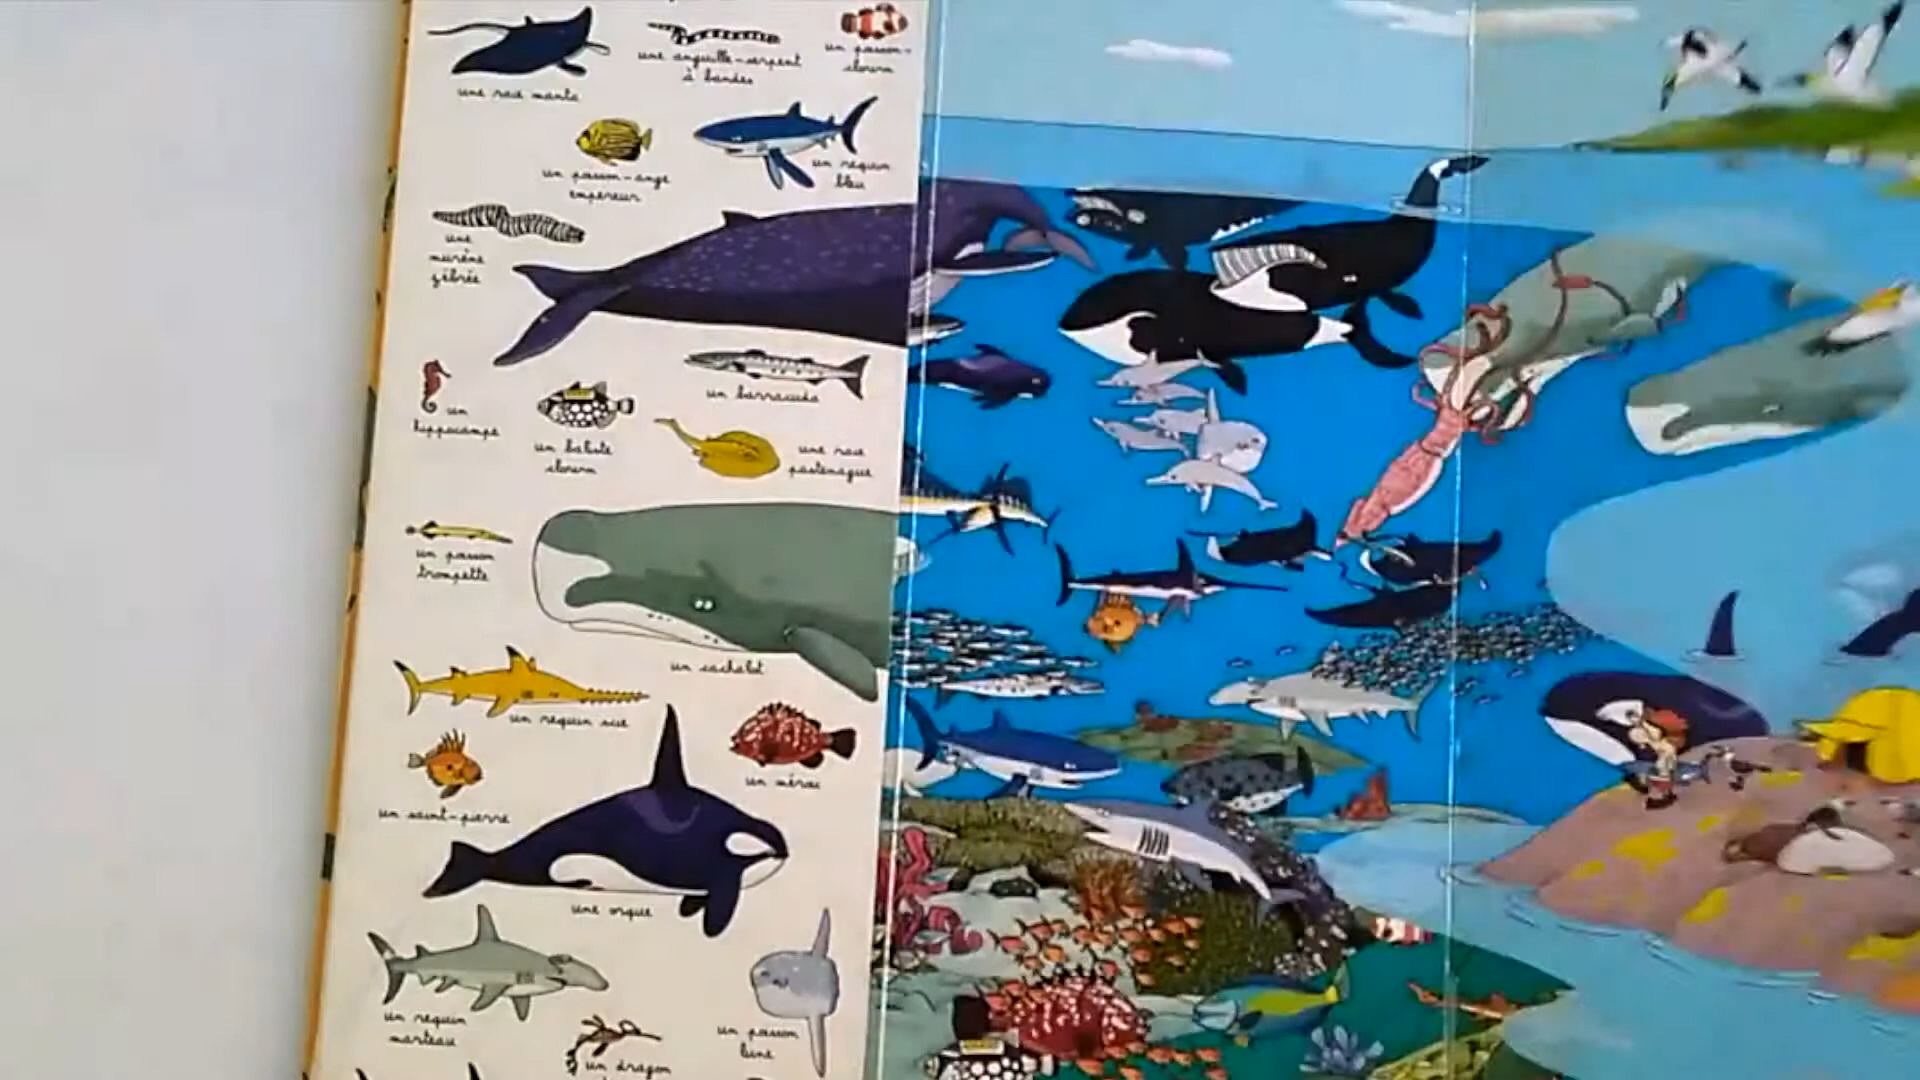 une raie manta
une anguille-serpent
à bandes
un poisson-
clown
un poisson-ange
empereur
un requin
bleu
une
murène
zébrée
un barracuda
un
hippocampe
un baliste
clown
une raie
pastenague
un poisson
trompette
un cachalot
un requin scie
un mérou
un saint-pierre
une orque
un requin
marteau
un poisson
lune
un dragon